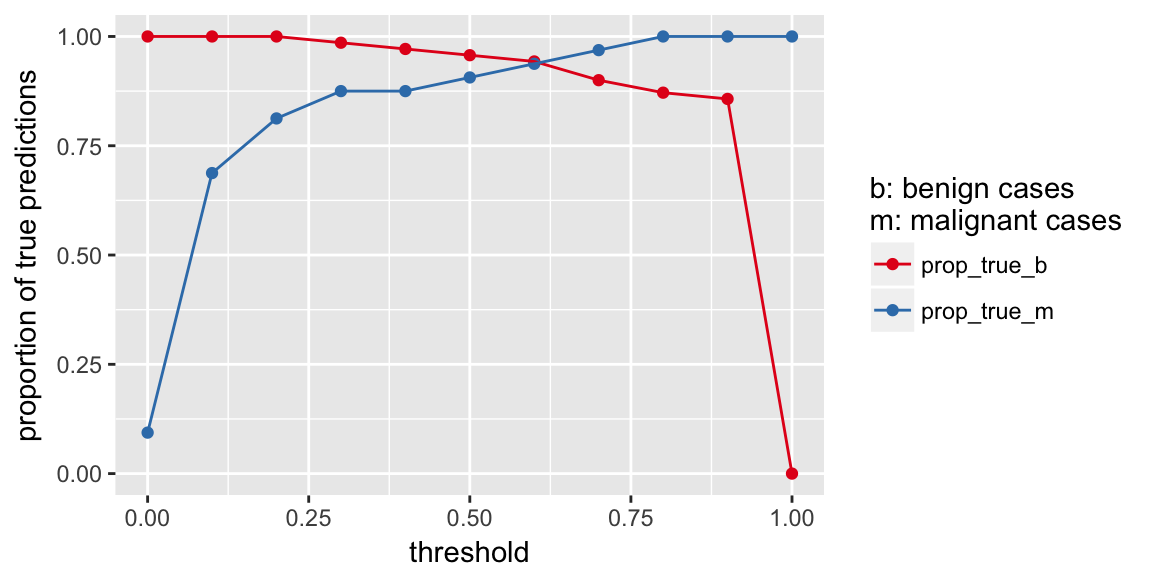 1.00
0.75
0.50
0.25
0.00
proportion of true predictions
0.00 0.25 0.50 0.75 1.00
threshold
b: benign cases
m: malignant cases
prop_true_b
prop_true_m